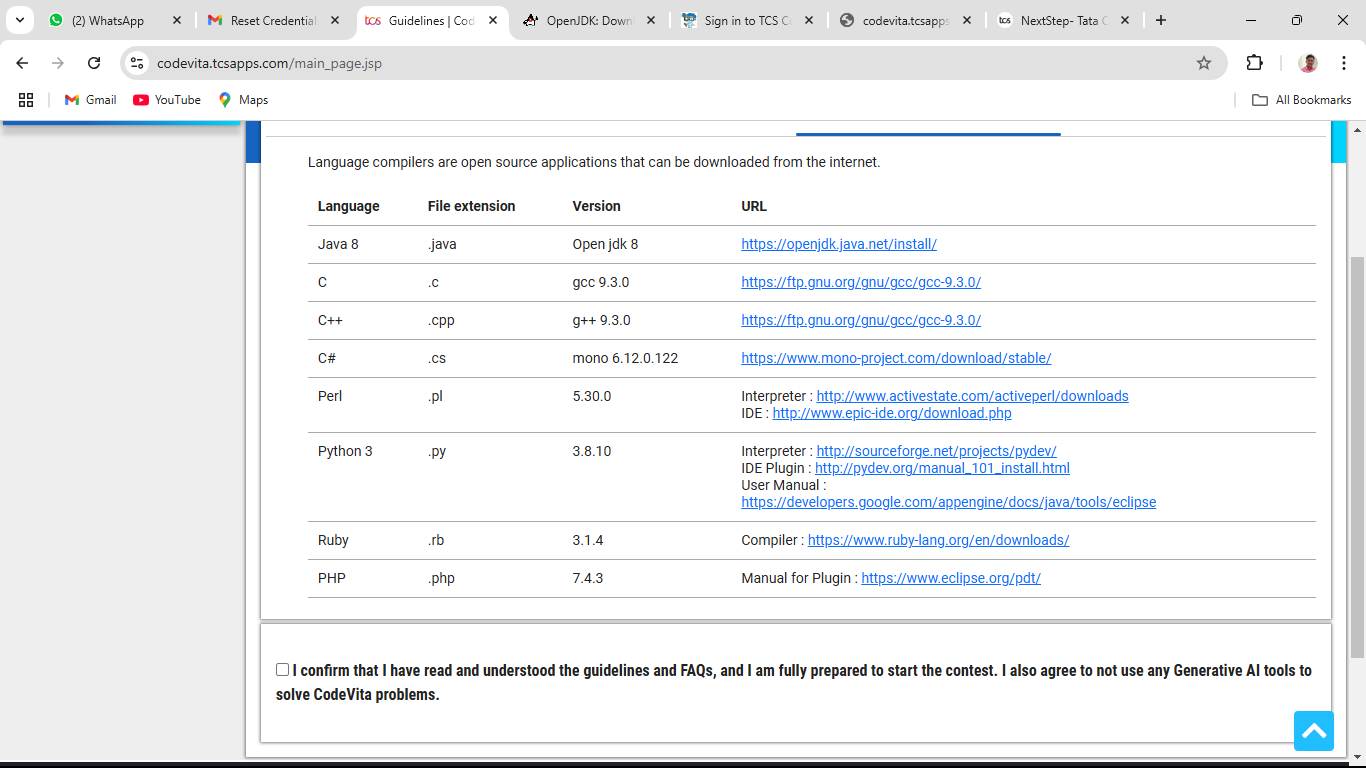 (2) WhatsApp
Reset Credential
tcs Guidelines | Cod
OpenJDK: Down
Sign in to TCS Co
codevita.tcsapps
tcs NextStep- Tata C
codevita.tcsapps.com/main_page.jsp
Gmail YouTube Maps All Bookmarks
Language compilers are open source applications that can be downloaded from the internet.
Language File extension Version URL
Java 8 .java Open jdk 8 https://openjdk.java.net/install/
C .c gcc 9.3.0 https://ftp.gnu.org/gnu/gcc/gcc-9.3.0/
C++ .cpp g++ 9.3.0 https://ftp.gnu.org/gnu/gcc/gcc-9.3.0/
C# .cs mono 6.12.0.122 https://www.mono-project.com/download/stable/
Perl .pl 5.30.0 Interpreter : http://www.activestate.com/activeperl/downloads
IDE : http://www.epic-ide.org/download.php
Python 3 .py 3.8.10 Interpreter : http://sourceforge.net/projects/pydev/
IDE Plugin : http://pydev.org/manual_101_install.html
User Manual :
https://developers.google.com/appengine/docs/java/tools/eclipse
Ruby .rb 3.1.4 Compiler : https://www.ruby-lang.org/en/downloads/
PHP .php 7.4.3 Manual for Plugin : https://www.eclipse.org/pdt/
I confirm that I have read and understood the guidelines and FAQs, and I am fully prepared to start the contest. I also agree to not use any Generative AI tools to
solve CodeVita problems.